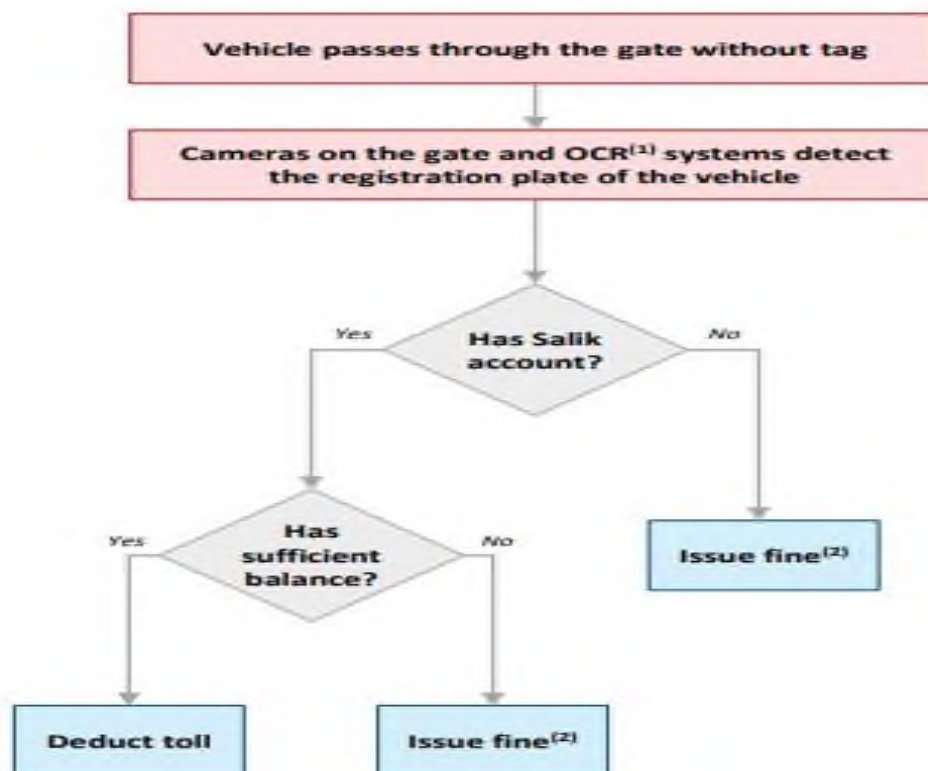 Vehicle passes through the gate without tag
Cameras on the gate and OCR(1) systems detect
the registration plate of the vehicle
Yes
Has Salik
account?
No
Yes
Has
sufficient
balance?
No
Issue fine(2)
Deduct toll
Issue fine(2)